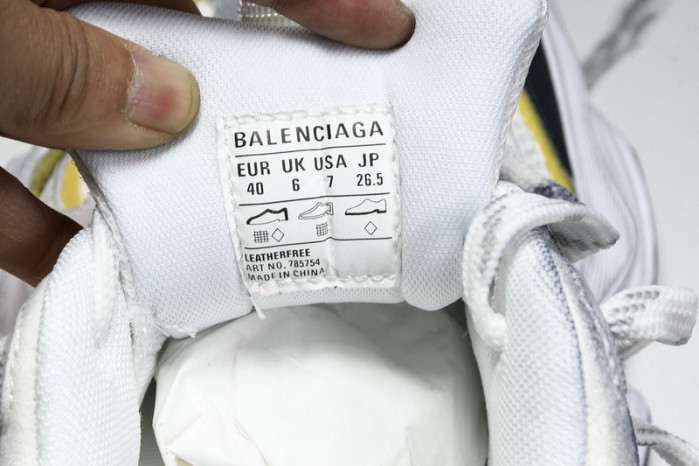 BALENCIAGA
EUR UK USA JP
40 6 7 26.5
LEATHERFREE
ART NO. 785754
MADE IN CHINA